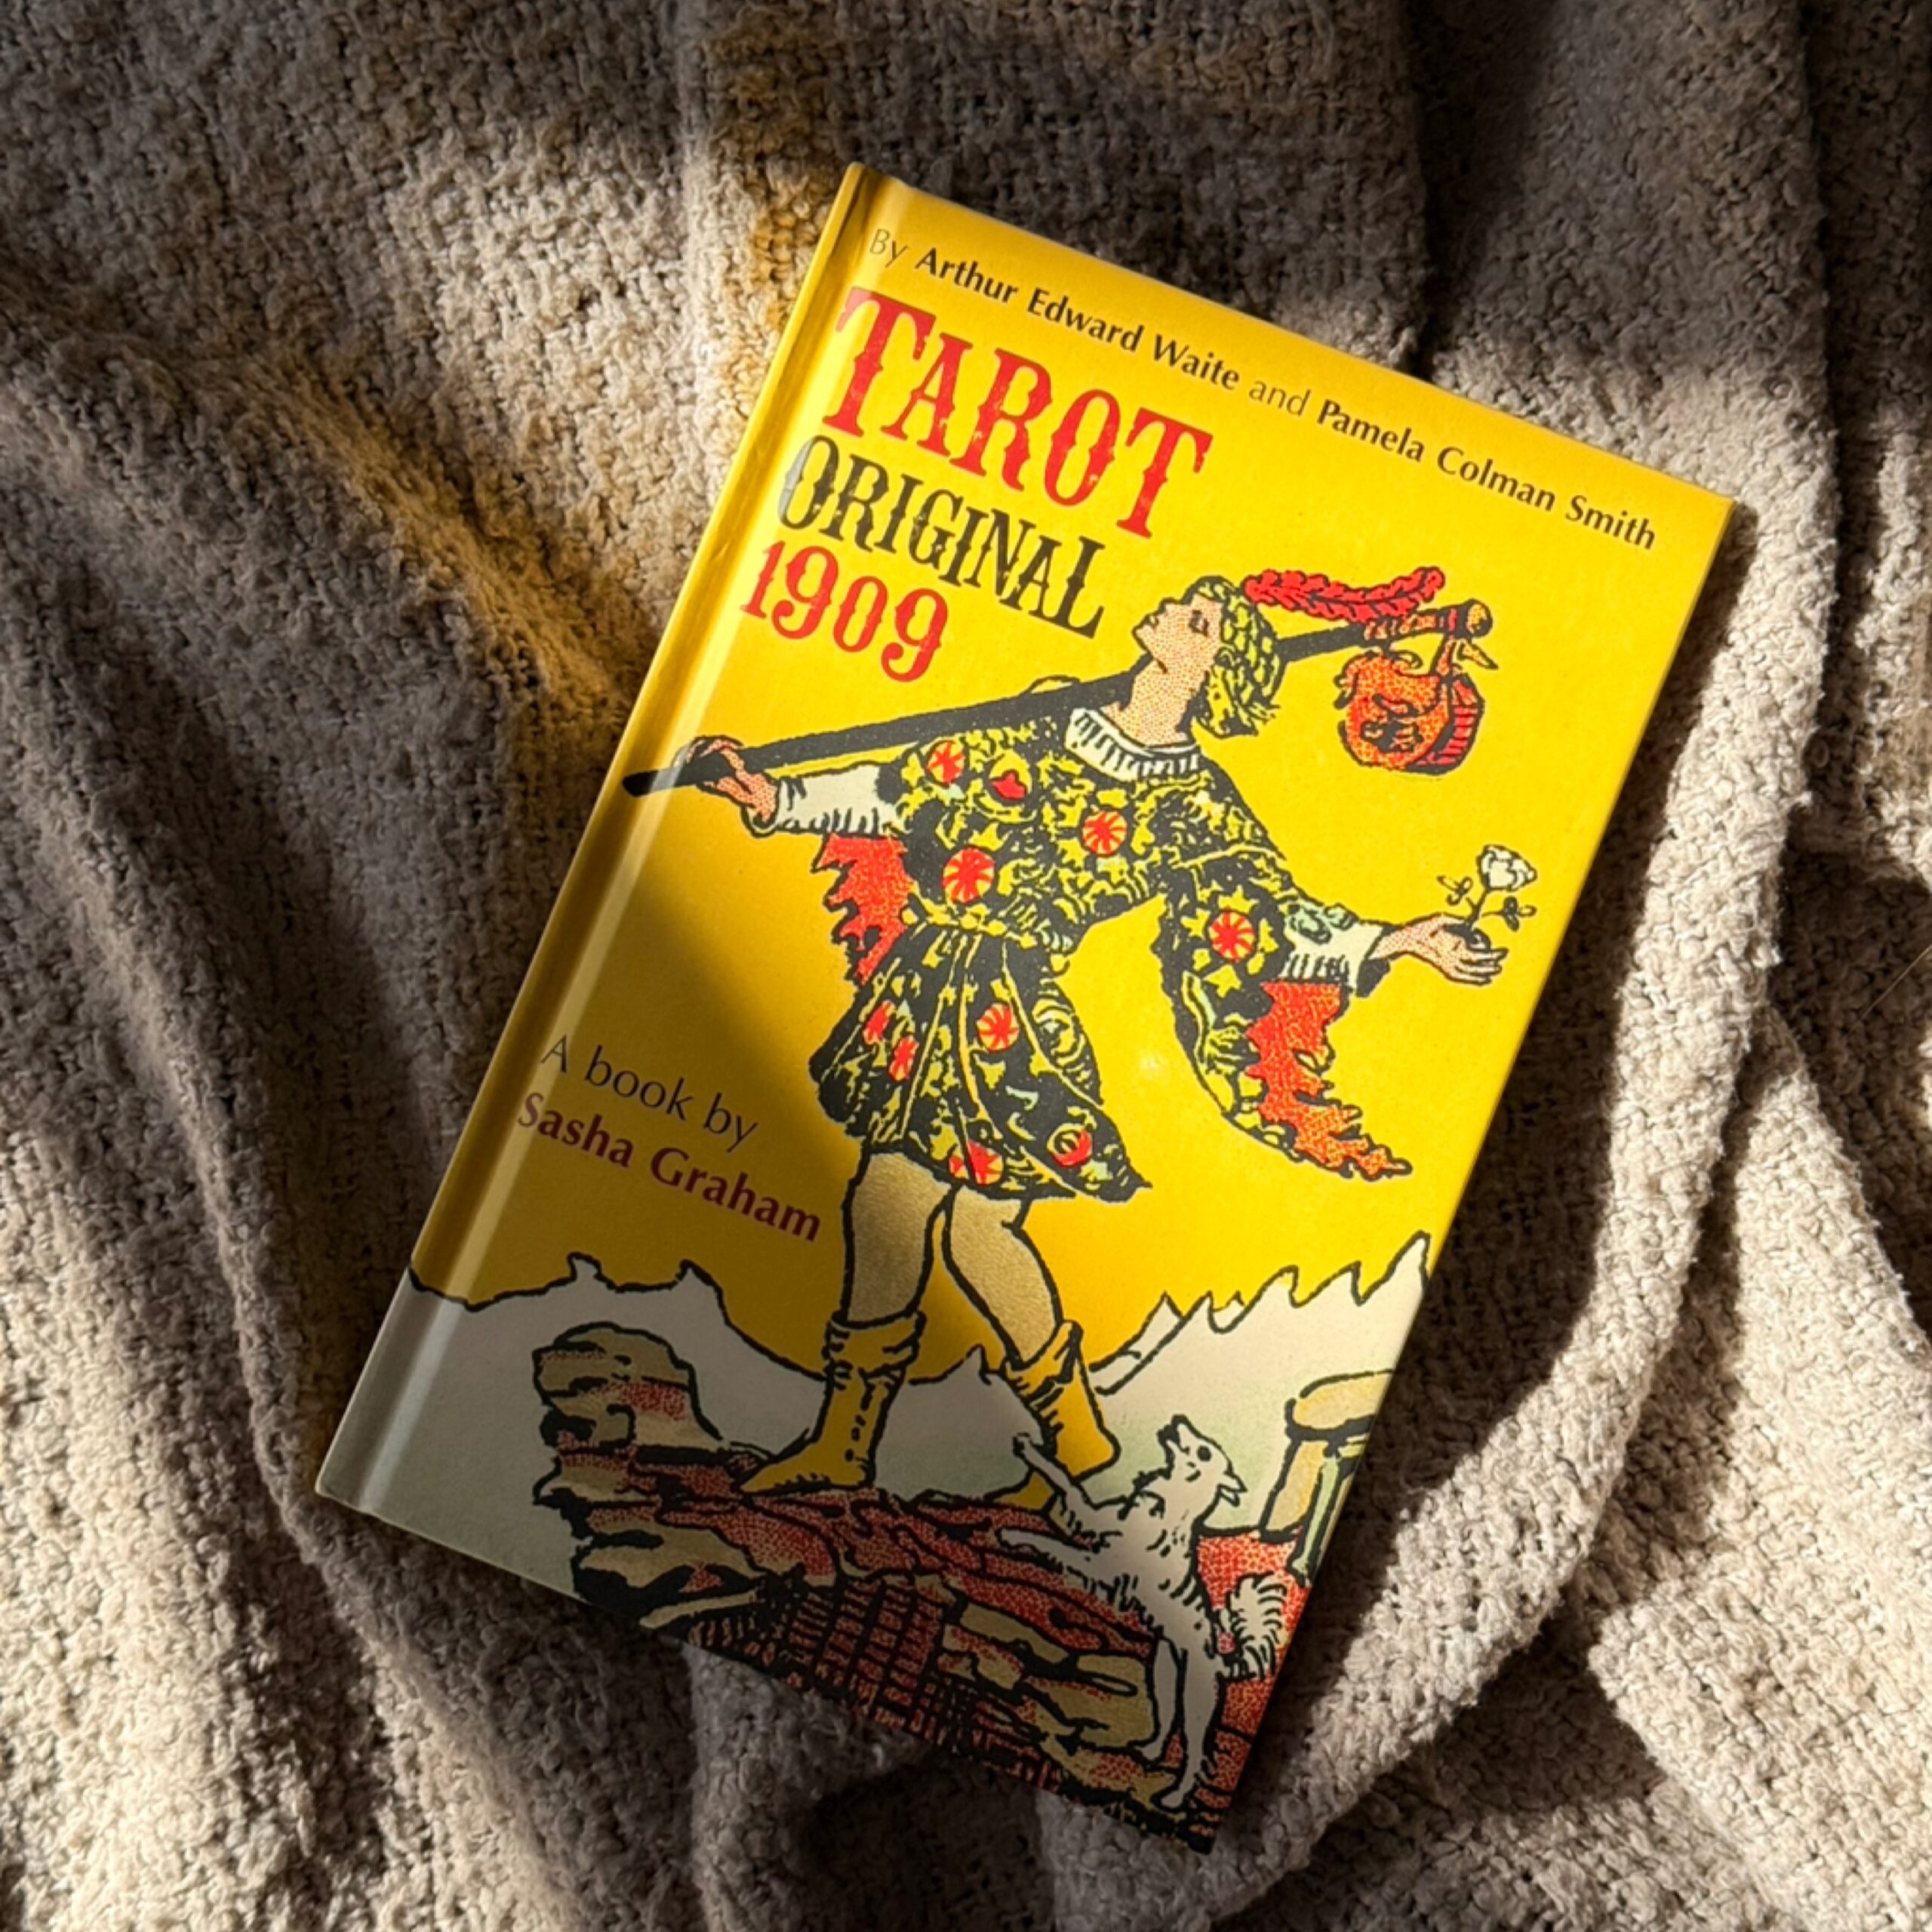 By Arthur Edward Waite and Pamela Colman Smith
TAROT
ORIGINAL
1909
A book by
Sasha Graham